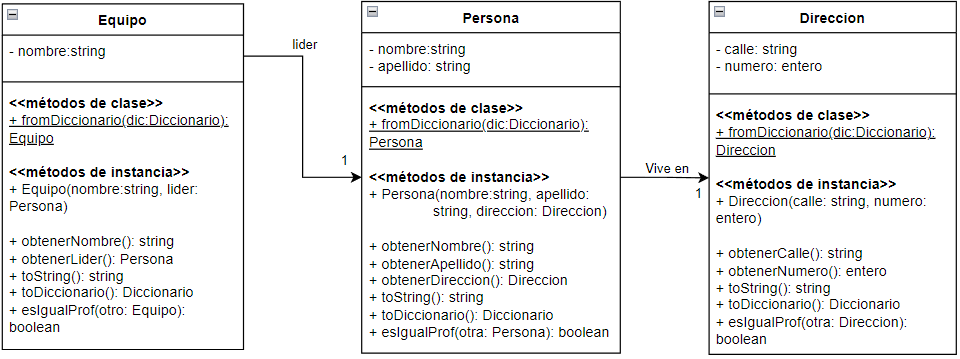 Equipo
- nombre:string
<<métodos de clase>>
+ fromDiccionario(dic:Diccionario):
Equipo
<<métodos de instancia>>
+ Equipo(nombre:string, lider:
Persona)
+ obtenerNombre(): string
+ obtenerLider(): Persona
+ toString(): string
+ toDiccionario(): Diccionario
+ esIgualProf(otro: Equipo):
boolean
lider
1
Persona
- nombre:string
- apellido: string
<<métodos de clase>>
+ fromDiccionario(dic:Diccionario):
Persona
<<métodos de instancia>>
+ Persona(nombre:string, apellido:
string, direccion: Direccion)
+ obtenerNombre(): string
+ obtenerApellido(): string
+ obtenerDireccion(): Direccion
+ toString(): string
+ toDiccionario(): Diccionario
+ esIgualProf(otra: Persona): boolean
Vive en
1
Direccion
- calle: string
- numero: entero
<<métodos de clase>>
+ fromDiccionario(dic:Diccionario):
Direccion
<<métodos de instancia>>
+ Direccion(calle: string, numero:
entero)
+ obtenerCalle(): string
+ obtenerNumero(): entero
+ toString(): string
+ toDiccionario(): Diccionario
+ esIgualProf(otra: Direccion):
boolean